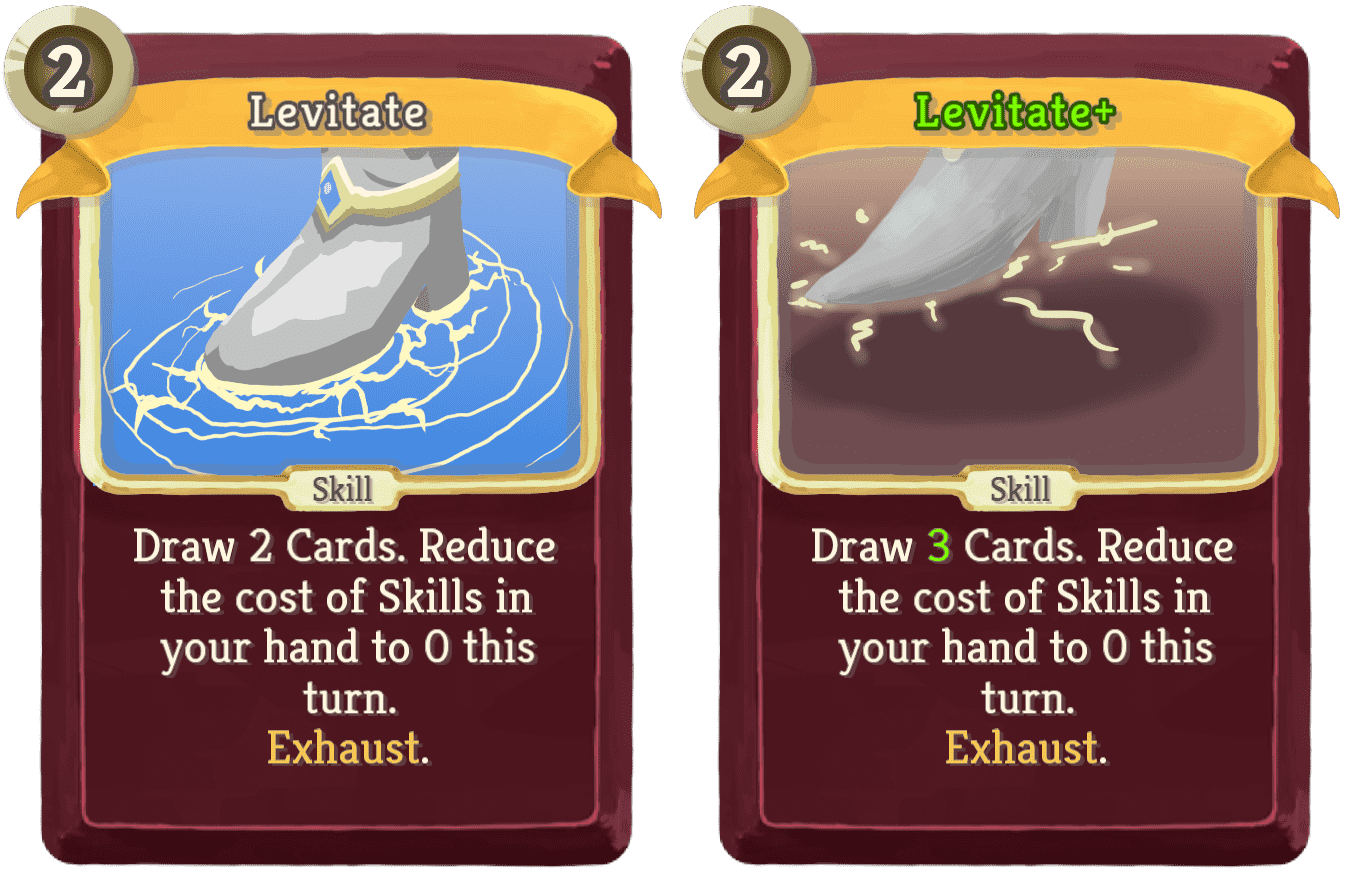 2
Levitate
Skill
Draw 2 Cards. Reduce
the cost of Skills in
your hand to 0 this
turn.
Exhaust.
2
Levitate+
Skill
Draw 3 Cards. Reduce
the cost of Skills in
your hand to 0 this
turn.
Exhaust.